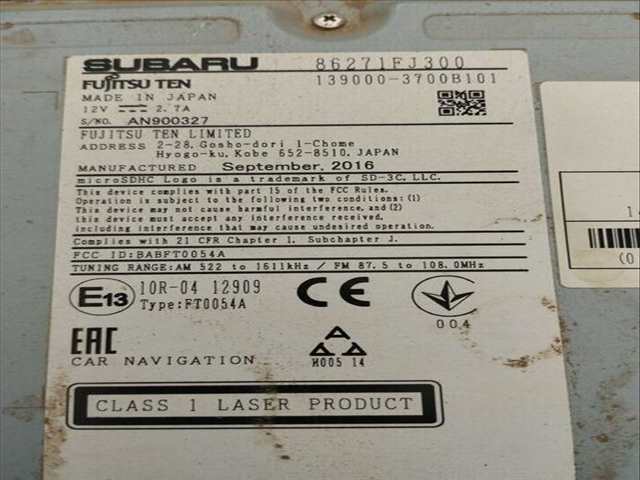 SUBARU 86271FJ300
FUJITSU TEN 139000-3700B101
MADE IN JAPAN
12V 2.7A
S/NO. AN900327
FUJITSU TEN LIMITED
ADDRESS 2-28, Gosho-dori 1-Chome
Hyogo-ku, Kobe 652-8510, JAPAN
MANUFACTURED September, 2016
microSDHC Logo is a trademark of SD-3C, LLC.
This device complies with part 15 of the FCC Rules.
Operation is subject to the following two conditions: (1)
This device may not cause harmful interference, and (2)
this device must accept any interference received,
including interference that may cause undesired operation.
Complies with 21 CFR Chapter 1, Subchapter J.
FCC ID:BABFT0054A
TUNING RANGE:AM 522 to 1611kHz / FM 87.5 to 108.0MHz
E13 10R-04 12909
Type:FT0054A
CE
004
EAC
CAR NAVIGATION
A
A A
M005 14
CLASS 1 LASER PRODUCT
1.
(0